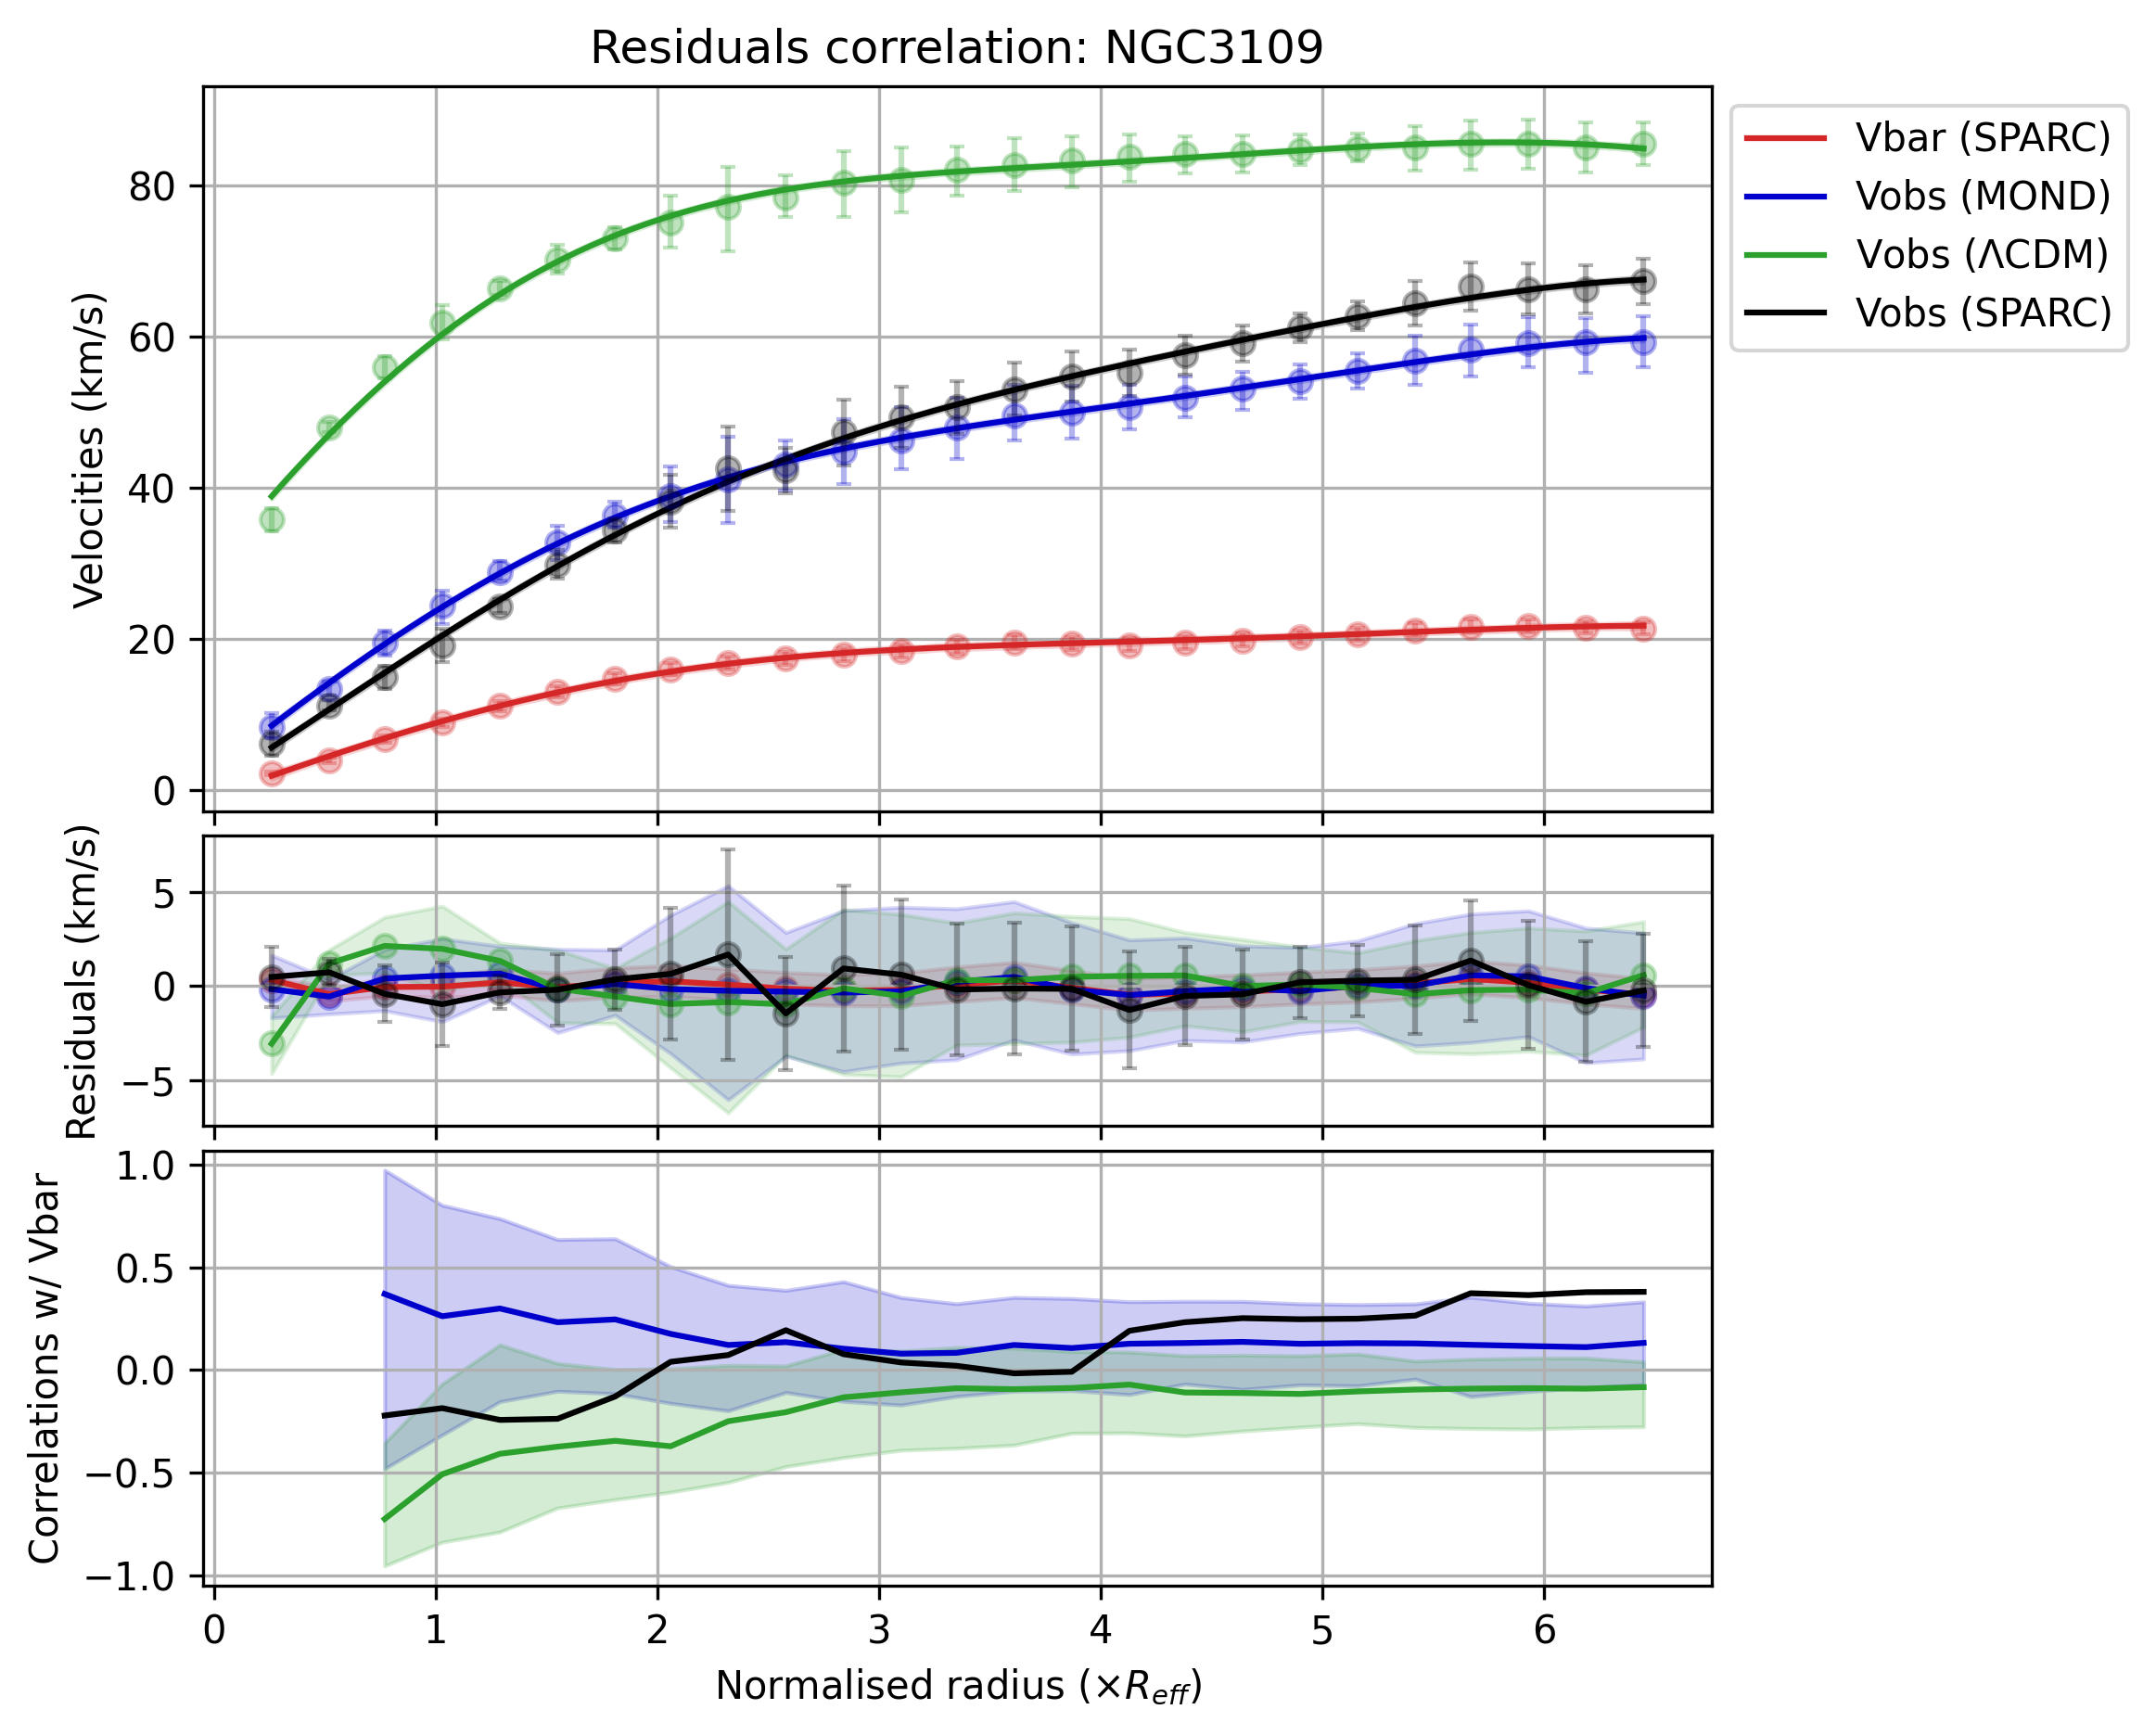 Residuals correlation: NGC3109
Velocities (km/s)
80
60
40
20
0
Vbar (SPARC)
Vobs (MOND)
Vobs (ΛCDM)
Vobs (SPARC)
Residuals (km/s)
5
0
−5
Correlations w/ Vbar
1.0
0.5
0.0
−0.5
−1.0
0 1 2 3 4 5 6
Normalised radius (×R_eff)